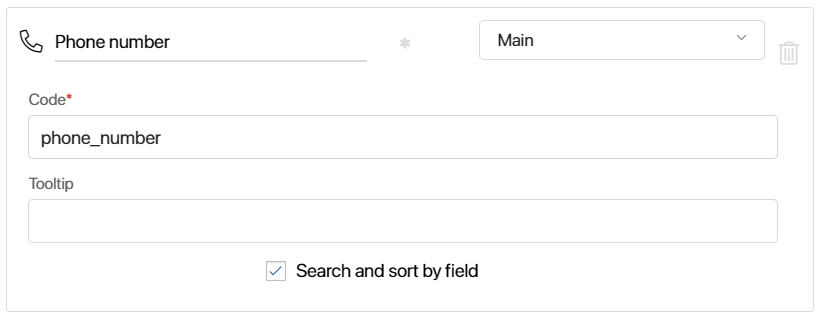 Phone number *
Main
Code*
phone_number
Tooltip
Search and sort by field